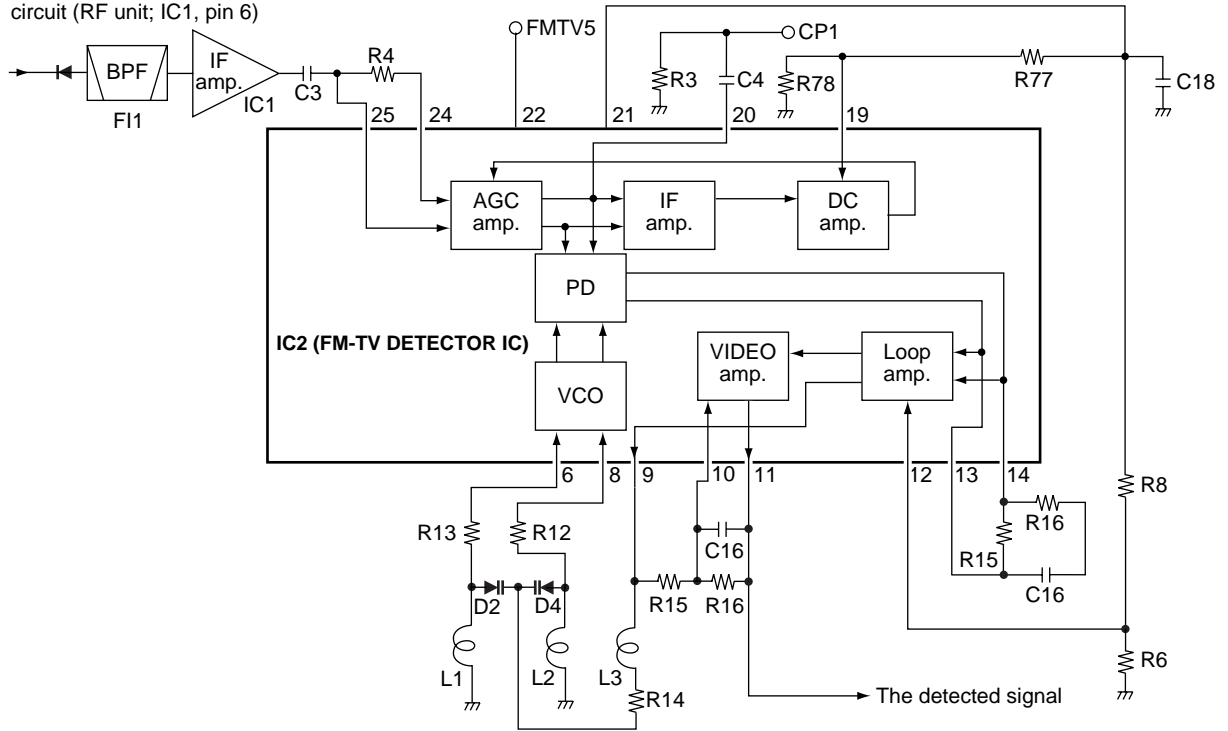 circuit (RF unit; IC1, pin 6)
FMTV5
CP1
BPF
IF
amp.
IC1
C3
R4
R3
C4
R78
R77
C18
FI1
25
24
22
21
20
19
AGC
amp.
IF
amp.
DC
amp.
PD
IC2 (FM-TV DETECTOR IC)
VIDEO
amp.
Loop
amp.
VCO
6
8
9
10
11
12
13
14
R8
R13
R12
C16
R16
R15
C16
D2
D4
R15
R16
L1
L2
L3
R14
R6
The detected signal